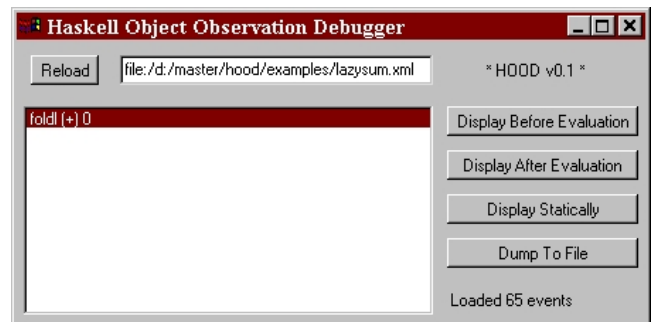 Haskell Object Observation Debugger
Reload
file:/d:/master/hood/examples/lazysum.xml
* HOOD v0.1 *
foldl (+) 0
Display Before Evaluation
Display After Evaluation
Display Statically
Dump To File
Loaded 65 events